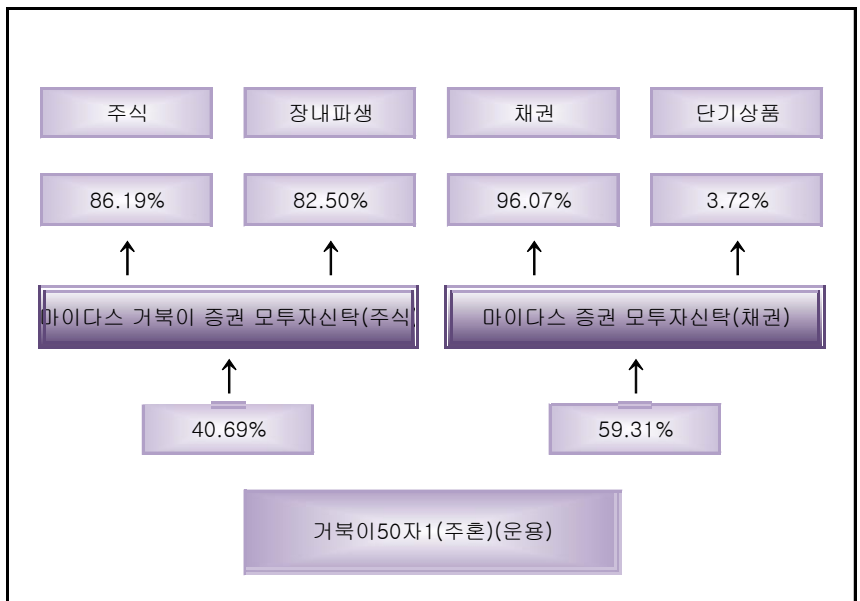 주식 장내파생 채권 단기상품
86.19% 82.50% 96.07% 3.72%
마이다스 거북이 증권 모투자신탁(주식) 마이다스 증권 모투자신탁(채권)
40.69% 59.31%
거북이50자1(주혼)(운용)